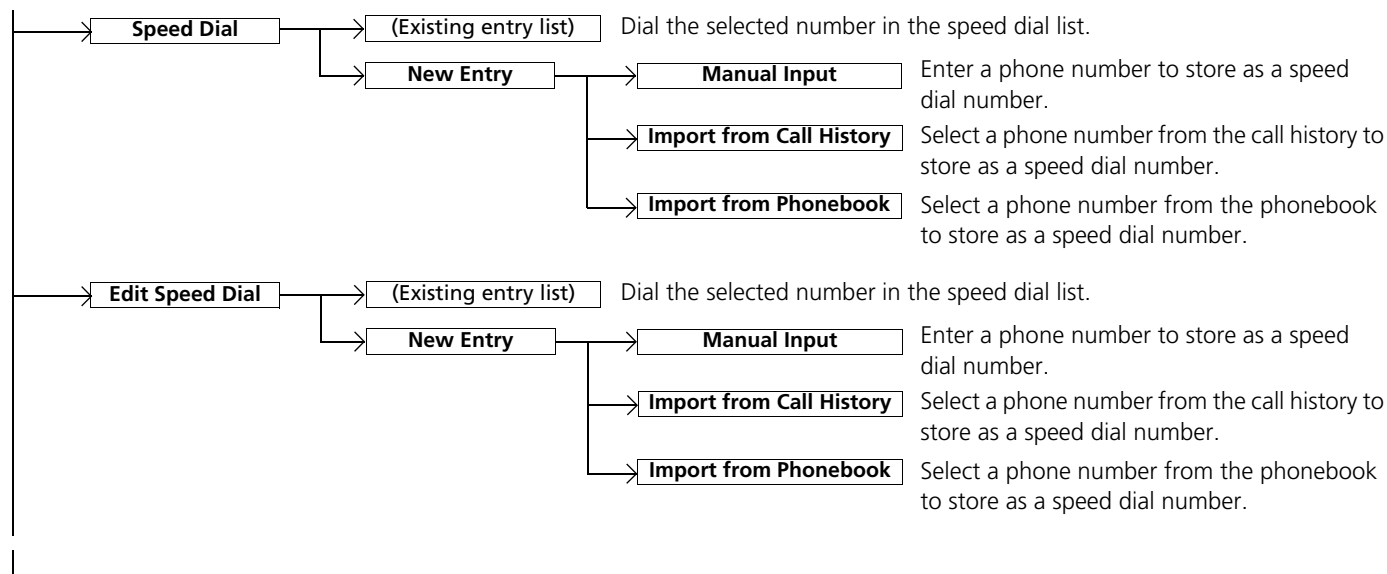 Speed Dial (Existing entry list) Dial the selected number in the speed dial list.
New Entry Manual Input Enter a phone number to store as a speed
dial number.
Import from Call History Select a phone number from the call history to
store as a speed dial number.
Import from Phonebook Select a phone number from the phonebook
to store as a speed dial number.
Edit Speed Dial (Existing entry list) Dial the selected number in the speed dial list.
New Entry Manual Input Enter a phone number to store as a speed
dial number.
Import from Call History Select a phone number from the call history to
store as a speed dial number.
Import from Phonebook Select a phone number from the phonebook
to store as a speed dial number.